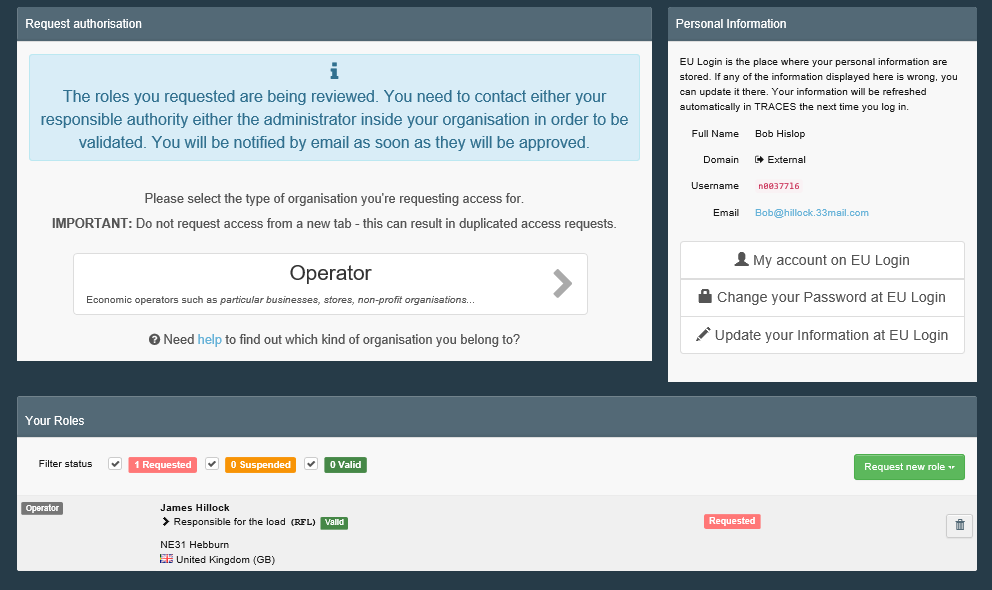 Request authorisation
The roles you requested are being reviewed. You need to contact either your
responsible authority either the administrator inside your organisation in order to be
validated. You will be notified by email as soon as they will be approved.
Please select the type of organisation you're requesting access for.
IMPORTANT: Do not request access from a new tab - this can result in duplicated access requests.
Operator
Economic operators such as particular businesses, stores, non-profit organisations...
Need help to find out which kind of organisation you belong to?
Personal Information
EU Login is the place where your personal information are
stored. If any of the information displayed here is wrong, you
can update it there. Your information will be refreshed
automatically in TRACES the next time you log in.
Full Name Bob Hislop
Domain External
Username n0037716
Email Bob@hillock.33mail.com
My account on EU Login
Change your Password at EU Login
Update your Information at EU Login
Your Roles
Filter status 1 Requested 0 Suspended 0 Valid Request new role
Operator James Hillock
Responsible for the load (RFL) Valid Requested
NE31 Hebburn
United Kingdom (GB)